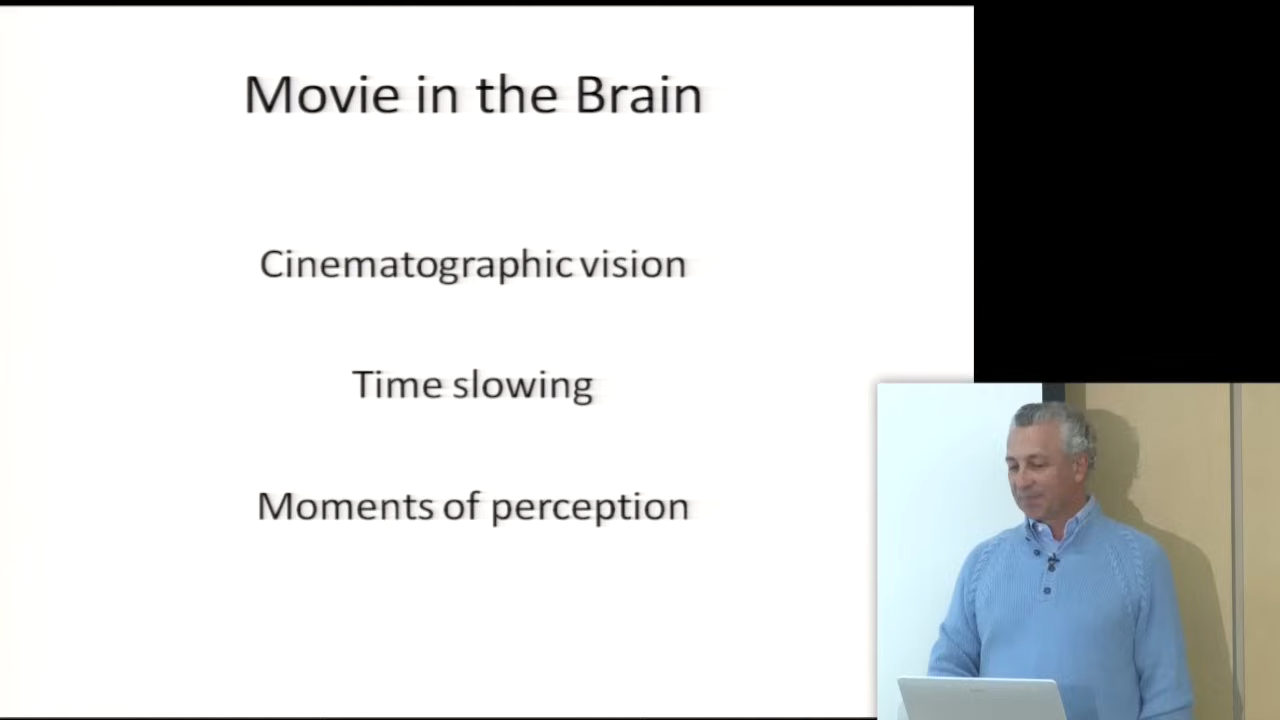 Movie in the Brain
Cinematographic vision
Time slowing
Moments of perception